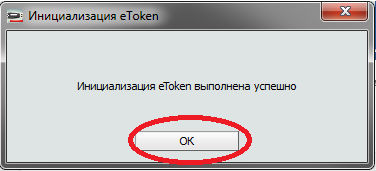 Инициализация eToken
Инициализация eToken выполнена успешно
OK